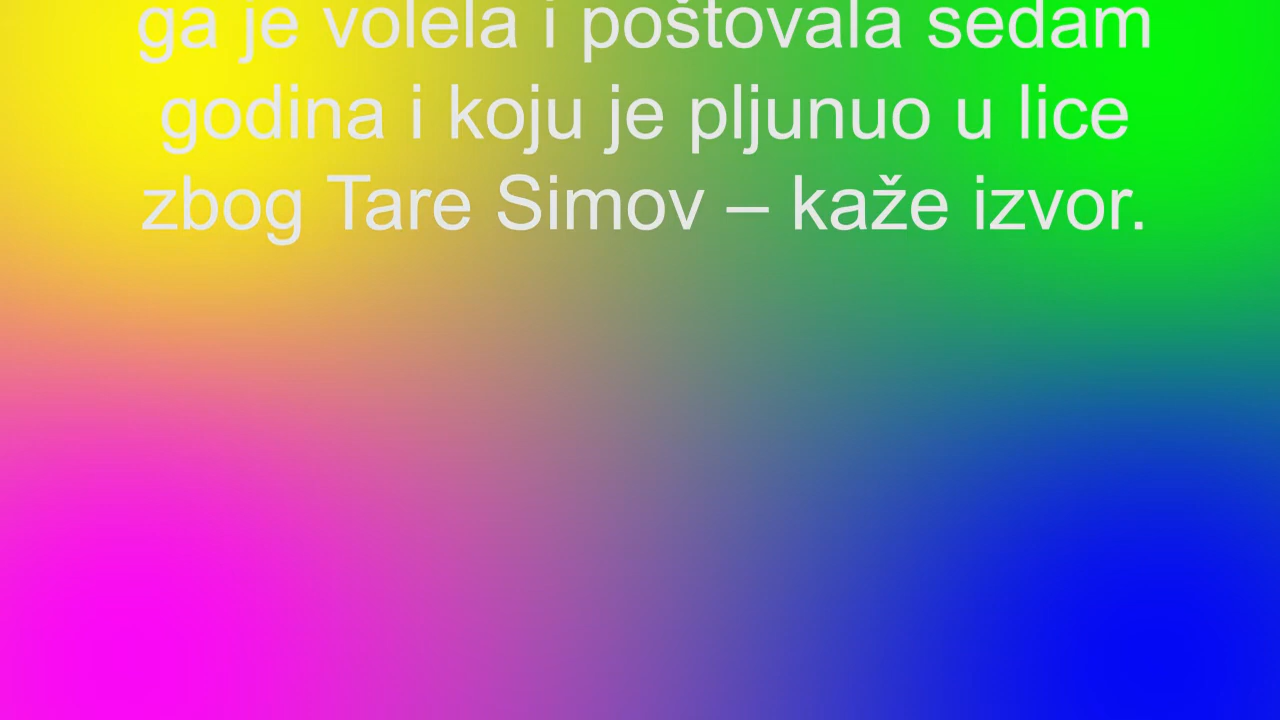 ga je volela i poštovala sedam
godina i koju je pljunuo u lice
zbog Tare Simov – kaže izvor.